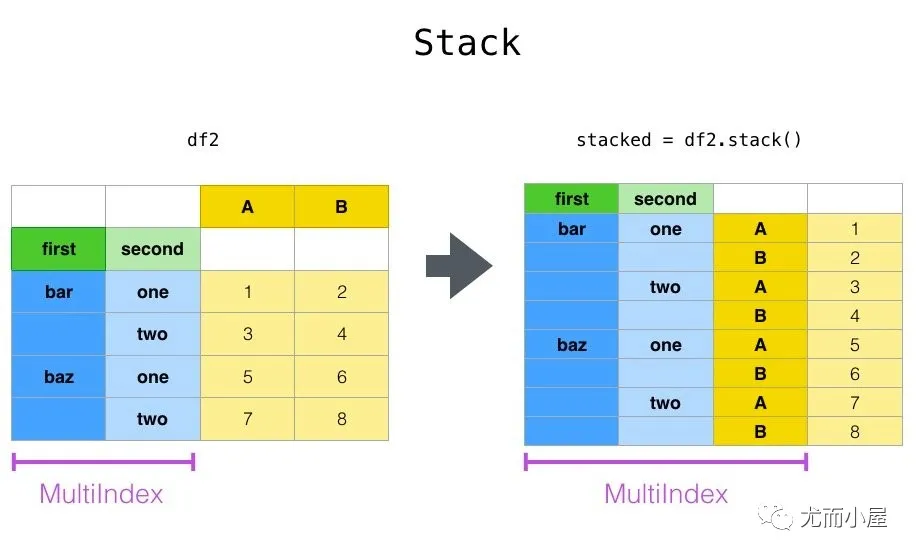 Stack
df2
A B
first second
bar one 1 2
two 3 4
baz one 5 6
two 7 8
MultiIndex
stacked = df2.stack()
first second
bar one A 1
B 2
two A 3
B 4
baz one A 5
B 6
two A 7
B 8
MultiIndex
尤而小屋